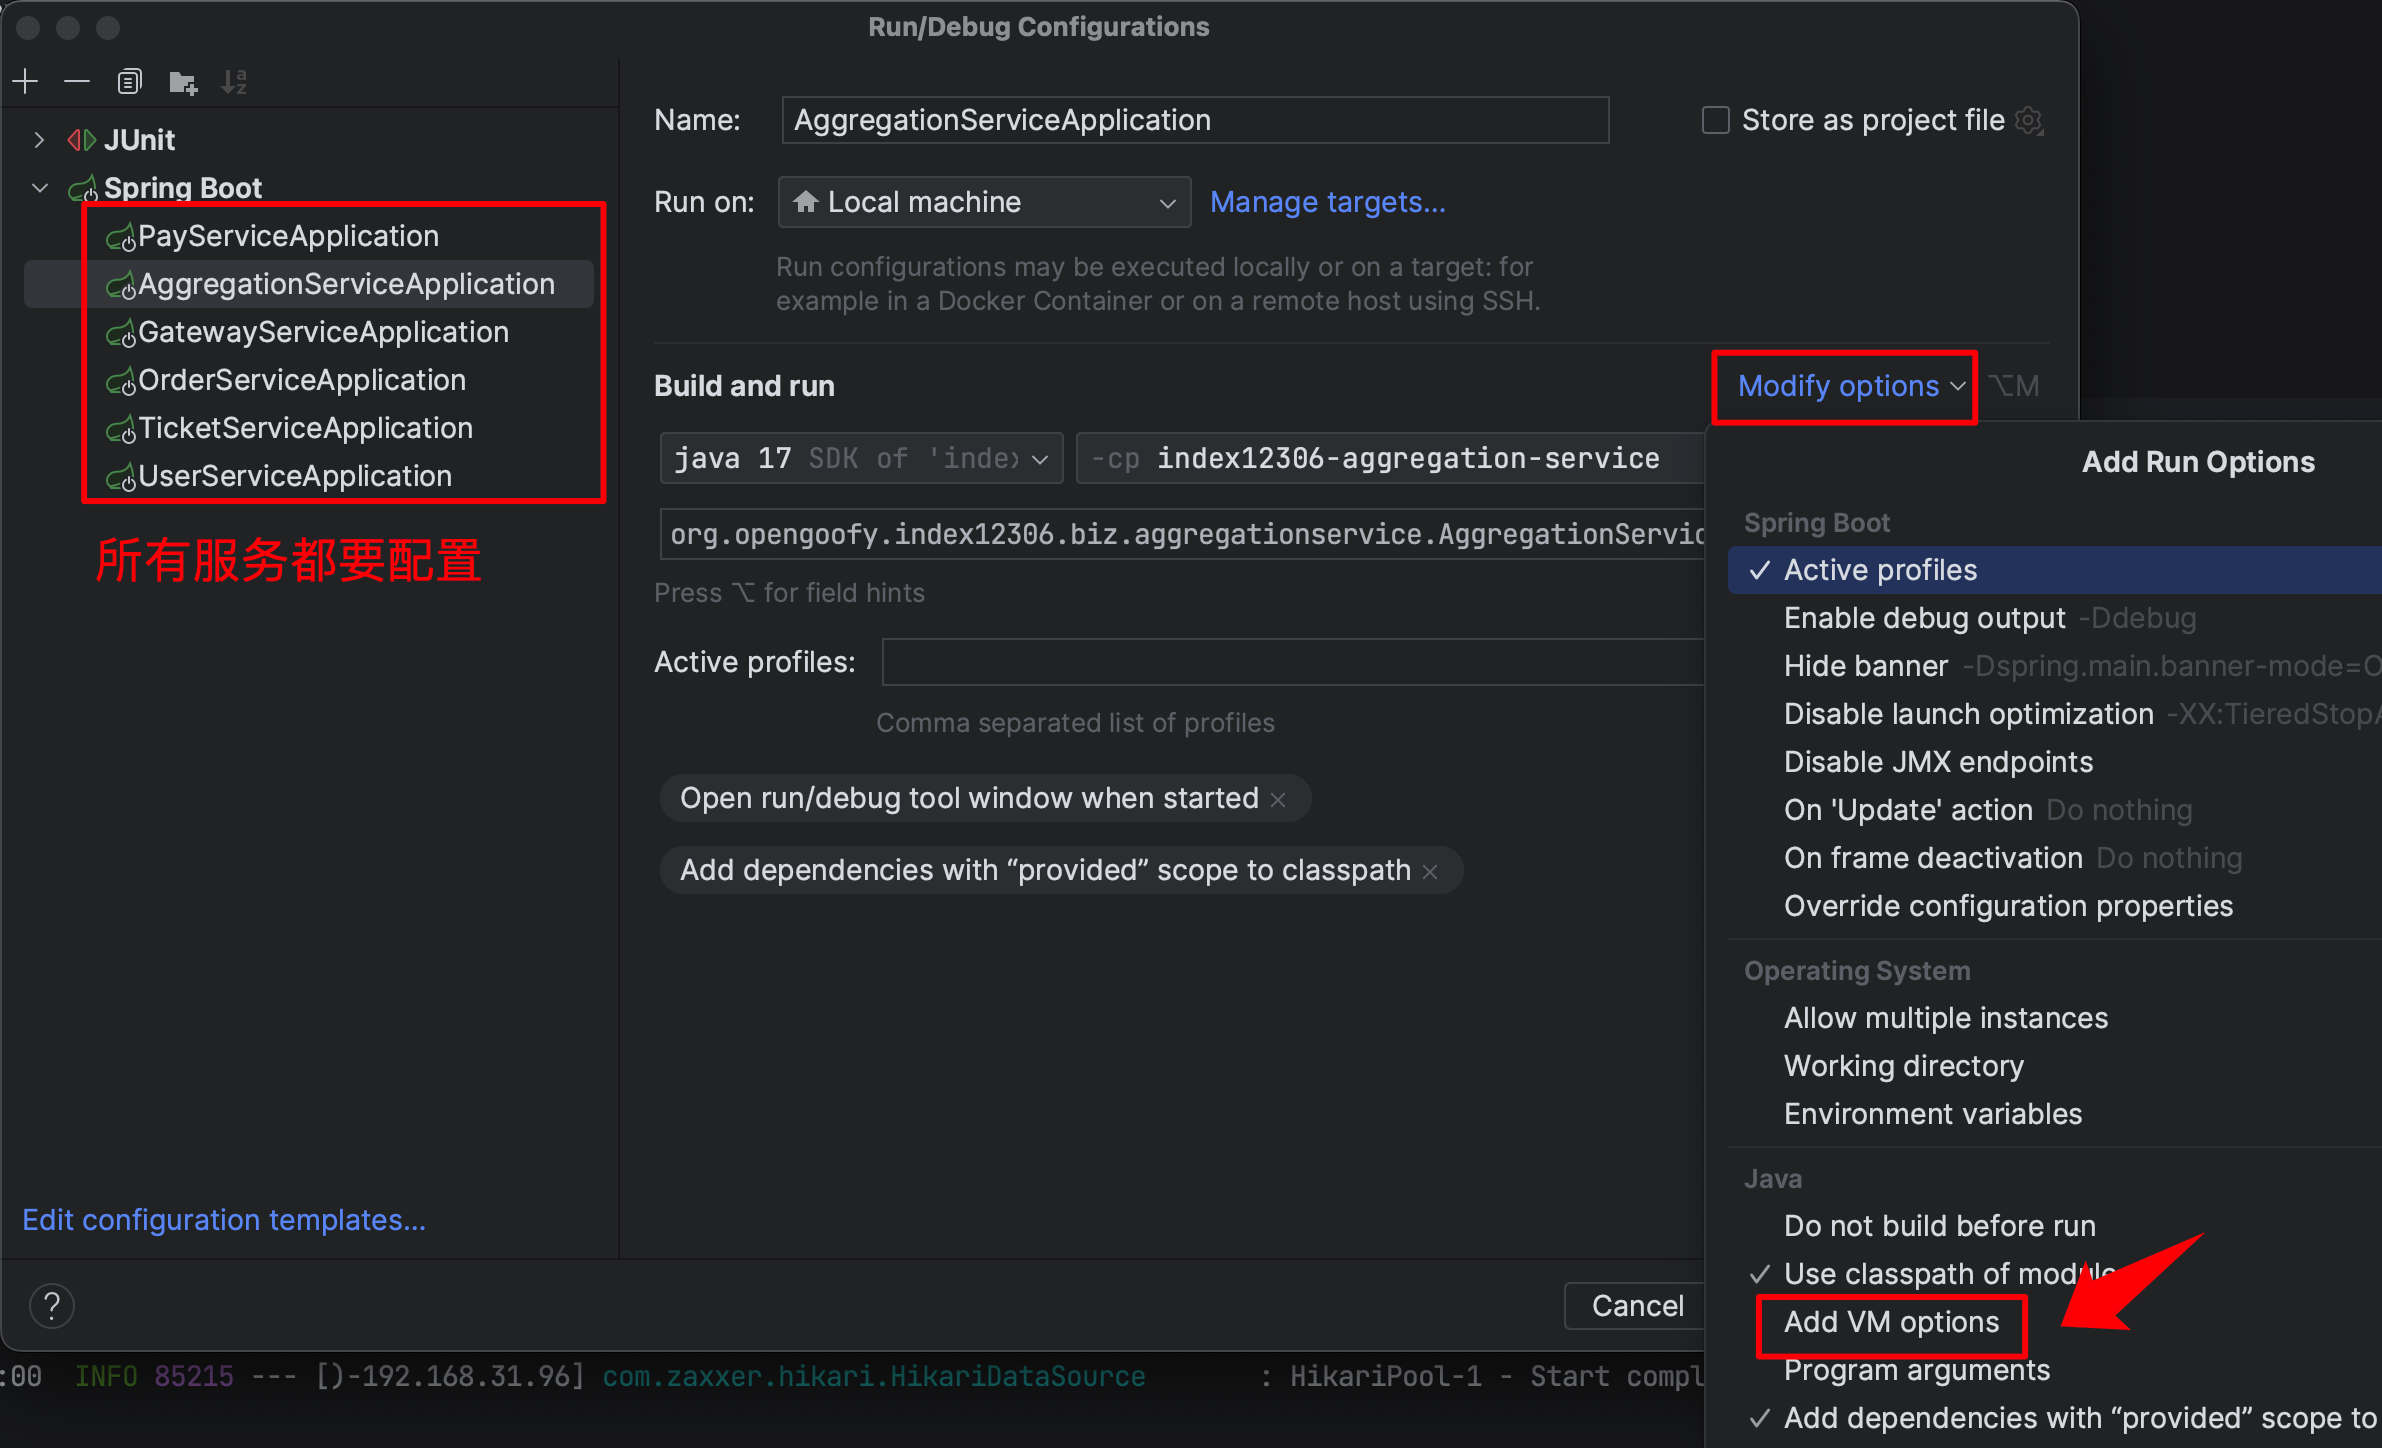 Run/Debug Configurations
JUnit
Spring Boot
PayServiceApplication
AggregationServiceApplication
GatewayServiceApplication
OrderServiceApplication
TicketServiceApplication
UserServiceApplication
所有服务都要配置
Edit configuration templates...
Name: AggregationServiceApplication
Store as project file
Run on: Local machine Manage targets...
Run configurations may be executed locally or on a target: for
example in a Docker Container or on a remote host using SSH.
Build and run Modify options ⌥M
java 17 SDK of 'index -cp index12306-aggregation-service
org.opengoofy.index12306.biz.aggregationservice.AggregationServic
Press ⌥ for field hints
Active profiles:
Comma separated list of profiles
Open run/debug tool window when started ×
Add dependencies with “provided” scope to classpath ×
? Cancel
Add Run Options
Spring Boot
✓ Active profiles
Enable debug output -Ddebug
Hide banner -Dspring.main.banner-mode=O
Disable launch optimization -XX:TieredStopA
Disable JMX endpoints
On 'Update' action Do nothing
On frame deactivation Do nothing
Override configuration properties
Operating System
Allow multiple instances
Working directory
Environment variables
Java
Do not build before run
✓ Use classpath of module
Add VM options
Program arguments
✓ Add dependencies with “provided” scope to
:00 INFO 85215 --- [)-192.168.31.96] com.zaxxer.hikari.HikariDataSource : HikariPool-1 - Start compl